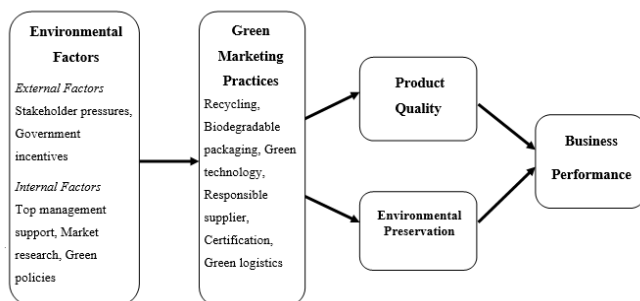 Environmental
Factors
External Factors
Stakeholder pressures,
Government
incentives
Internal Factors
Top management
support, Market
research, Green
policies
Green
Marketing
Practices
Recycling,
Biodegradable
packaging, Green
technology,
Responsible
supplier,
Certification,
Green logistics
Product
Quality
Environmental
Preservation
Business
Performance